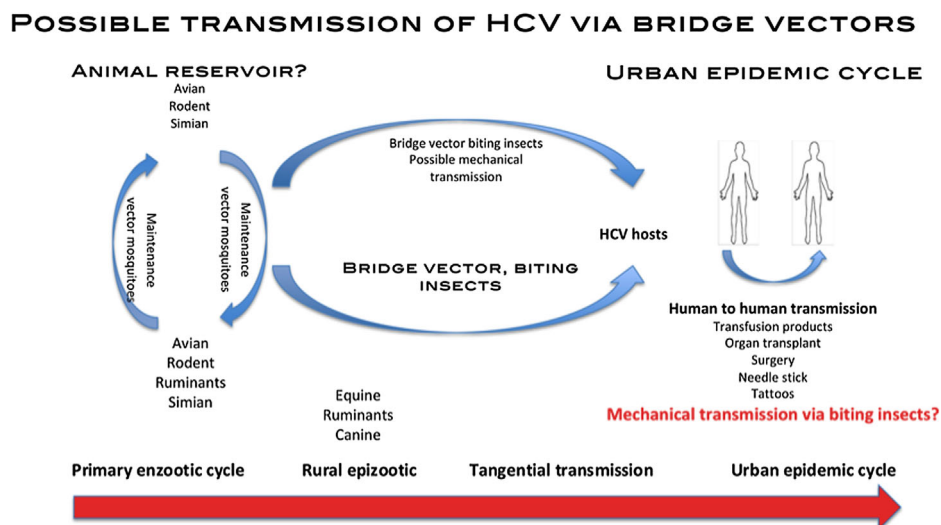 POSSIBLE TRANSMISSION OF HCV VIA BRIDGE VECTORS
ANIMAL RESERVOIR?
Avian
Rodent
Simian
URBAN EPIDEMIC CYCLE
Bridge vector biting insects
Possible mechanical
transmission
Maintenance
vector mosquitoes
Maintenance
vector mosquitoes
HCV hosts
BRIDGE VECTOR, BITING
INSECTS
Avian
Rodent
Ruminants
Simian
Equine
Ruminants
Canine
Human to human transmission
Transfusion products
Organ transplant
Surgery
Needle stick
Tattoos
Mechanical transmission via biting insects?
Primary enzootic cycle
Rural epizootic
Tangential transmission
Urban epidemic cycle